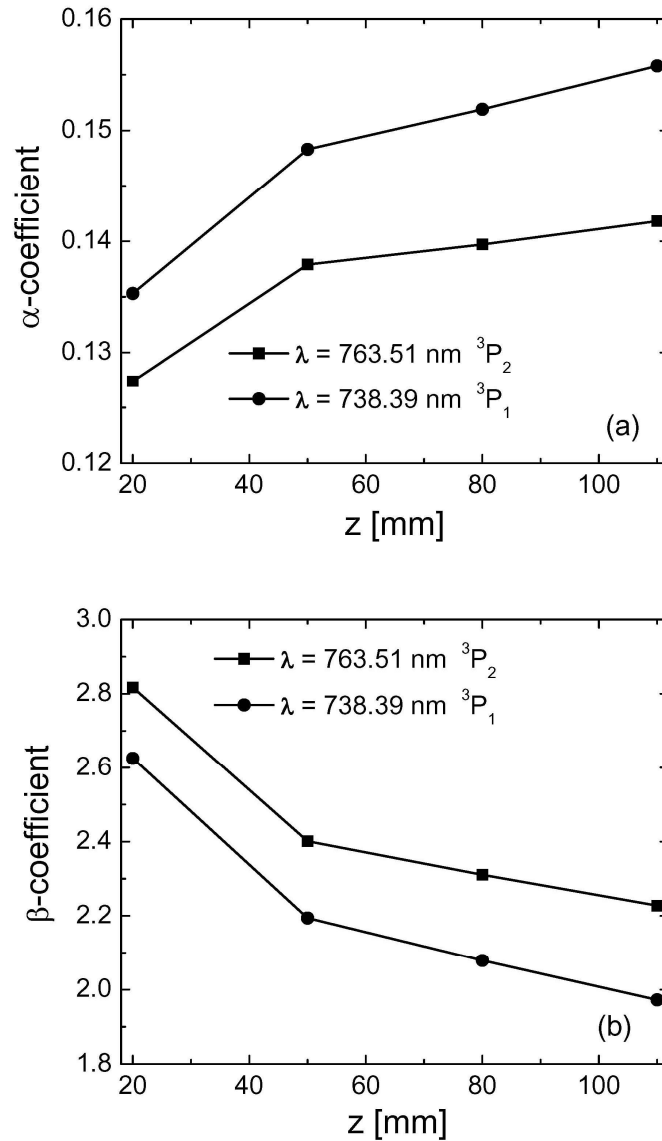 0.16
0.15
0.14
0.13
0.12
α-coefficient
λ = 763.51 nm ³P₂
λ = 738.39 nm ³P₁
(a)
20 40 60 80 100
z [mm]
3.0
2.8
2.6
2.4
2.2
2.0
1.8
β-coefficient
λ = 763.51 nm ³P₂
λ = 738.39 nm ³P₁
(b)
20 40 60 80 100
z [mm]